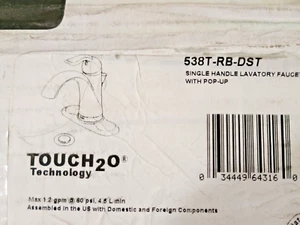 538T-RB-DST
SINGLE HANDLE LAVATORY FAUCE
WITH POP-UP
TOUCH2O®
Technology
0 34449 64316 0
Max 1.2 gpm @ 60 psi, 4.5 L/min
Assembled in the US with Domestic and Foreign Components